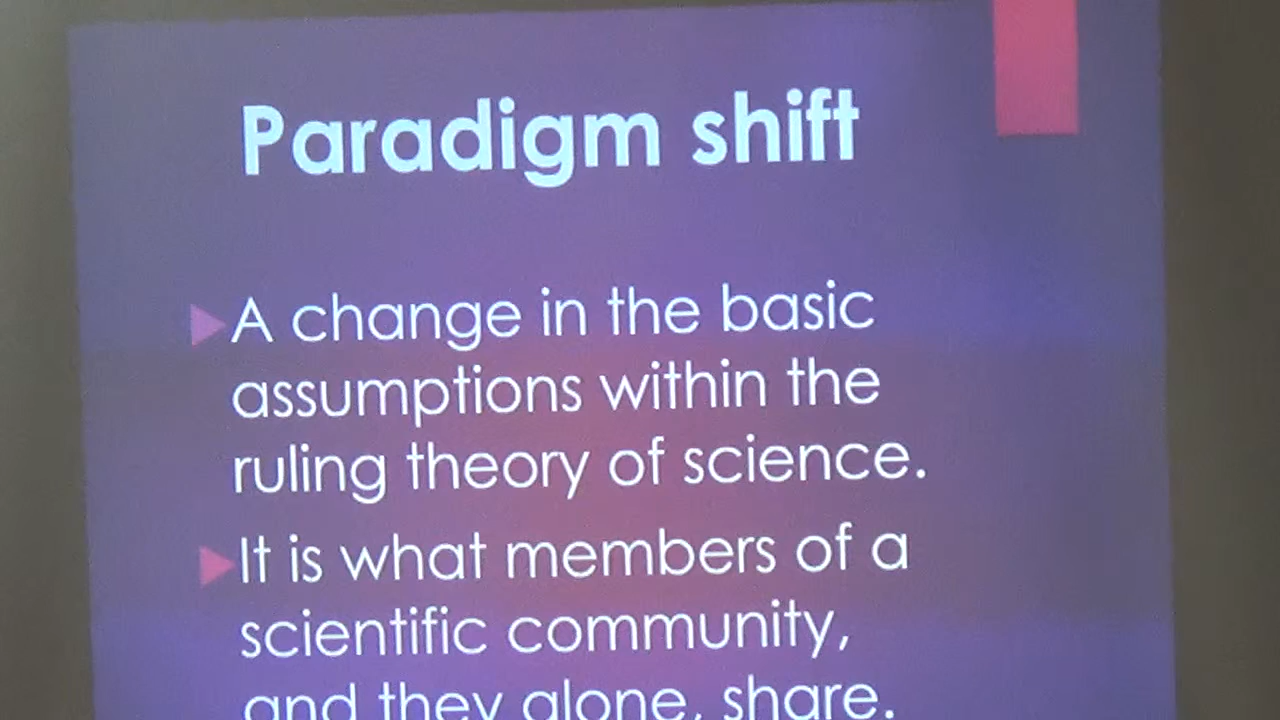 Paradigm shift
A change in the basic
assumptions within the
ruling theory of science.
It is what members of a
scientific community,
and they alone, share.